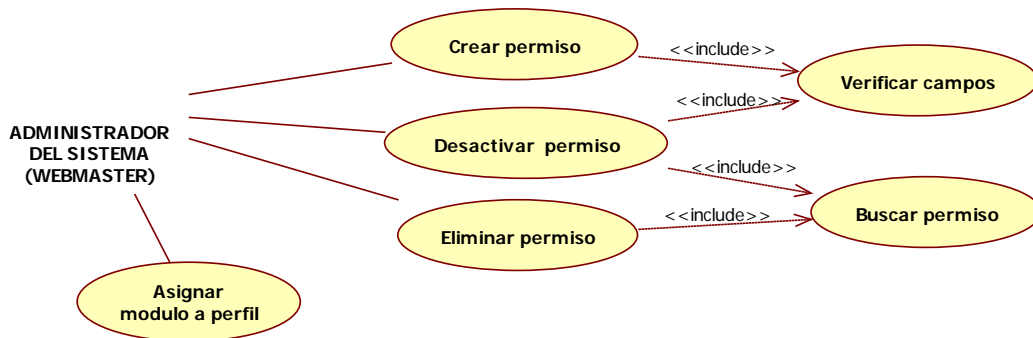 Crear permiso
<<include>>
Verificar campos
<<include>>
ADMINISTRADOR
DEL SISTEMA
(WEBMASTER)
Desactivar permiso
<<include>>
Buscar permiso
<<include>>
Eliminar permiso
Asignar
modulo a perfil